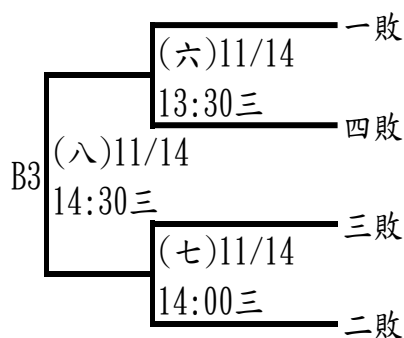 一敗
(六)11/14
13:30三
四敗
(八)11/14
B3
14:30三
三敗
(七)11/14
14:00三
二敗